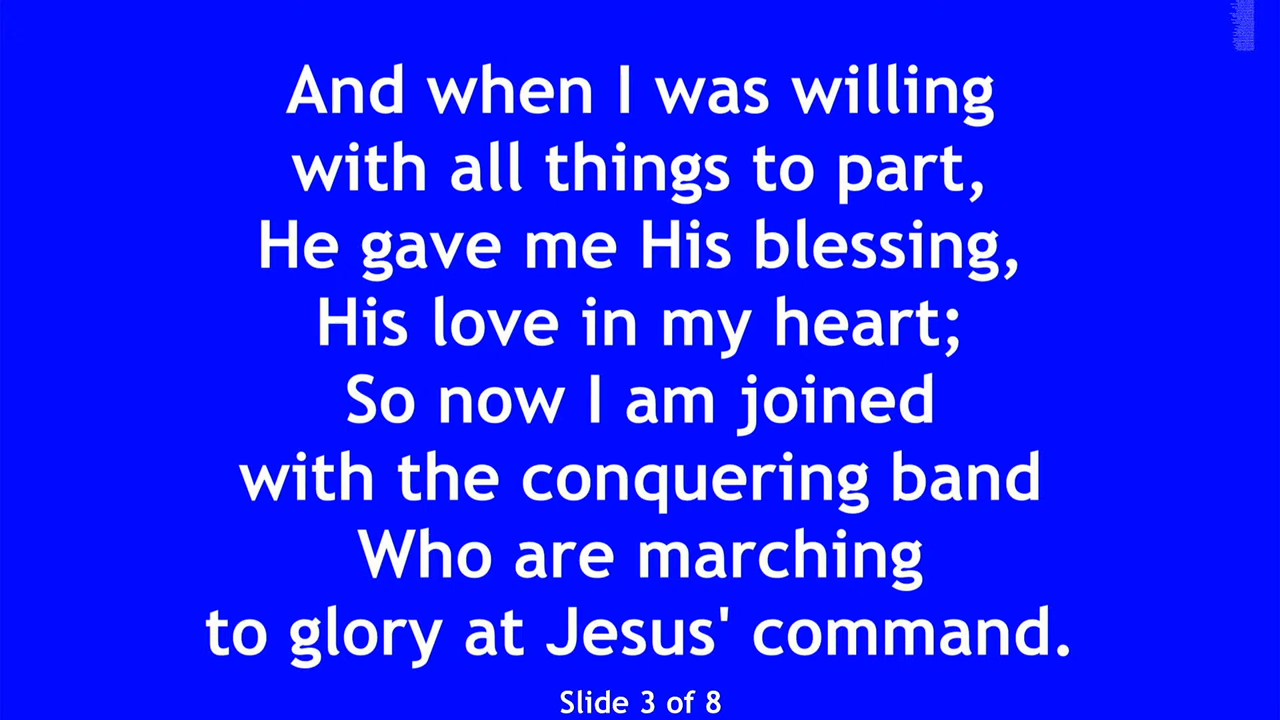 And when I was willing
with all things to part,
He gave me His blessing,
His love in my heart;
So now I am joined
with the conquering band
Who are marching
to glory at Jesus' command.
Slide 3 of 8